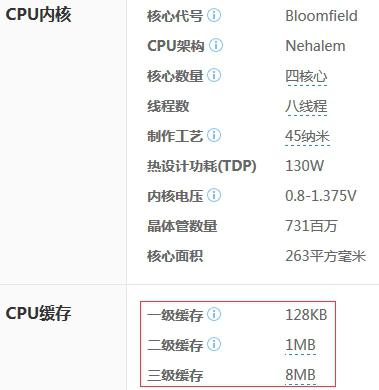 CPU内核
核心代号 Bloomfield
CPU架构 Nehalem
核心数量 四核心
线程数 八线程
制作工艺 45纳米
热设计功耗(TDP) 130W
内核电压 0.8-1.375V
晶体管数量 731百万
核心面积 263平方毫米
CPU缓存
一级缓存 128KB
二级缓存 1MB
三级缓存 8MB